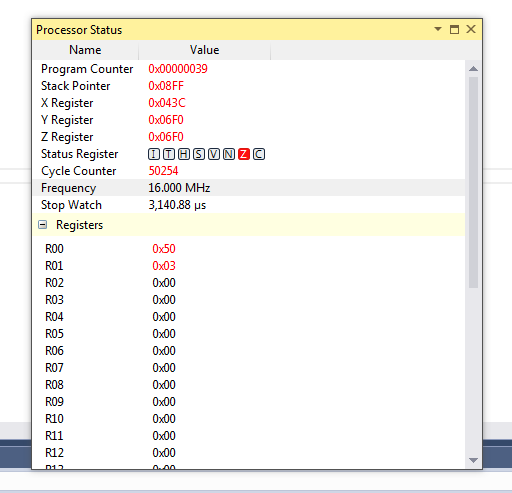 Processor Status
Name Value
Program Counter 0x00000039
Stack Pointer 0x08FF
X Register 0x043C
Y Register 0x06F0
Z Register 0x06F0
Status Register I T H S V N Z C
Cycle Counter 50254
Frequency 16.000 MHz
Stop Watch 3,140.88 µs
Registers
R00 0x50
R01 0x03
R02 0x00
R03 0x00
R04 0x00
R05 0x00
R06 0x00
R07 0x00
R08 0x00
R09 0x00
R10 0x00
R11 0x00
R12 0x00
R13 0x00